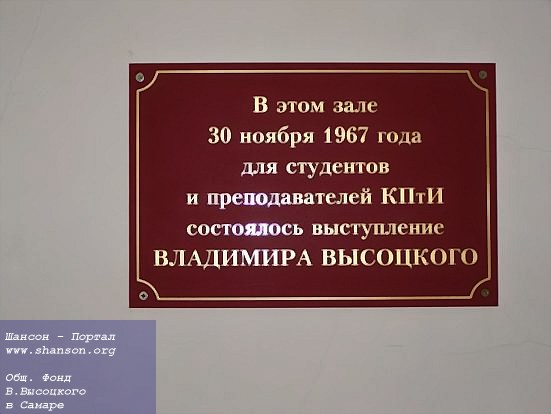 В этом зале
30 ноября 1967 года
для студентов
и преподавателей КПтИ
состоялось выступление
ВЛАДИМИРА ВЫСОЦКОГО
Шансон - Портал
www.shanson.org
Общ. Фонд
В.Высоцкого
в Самаре